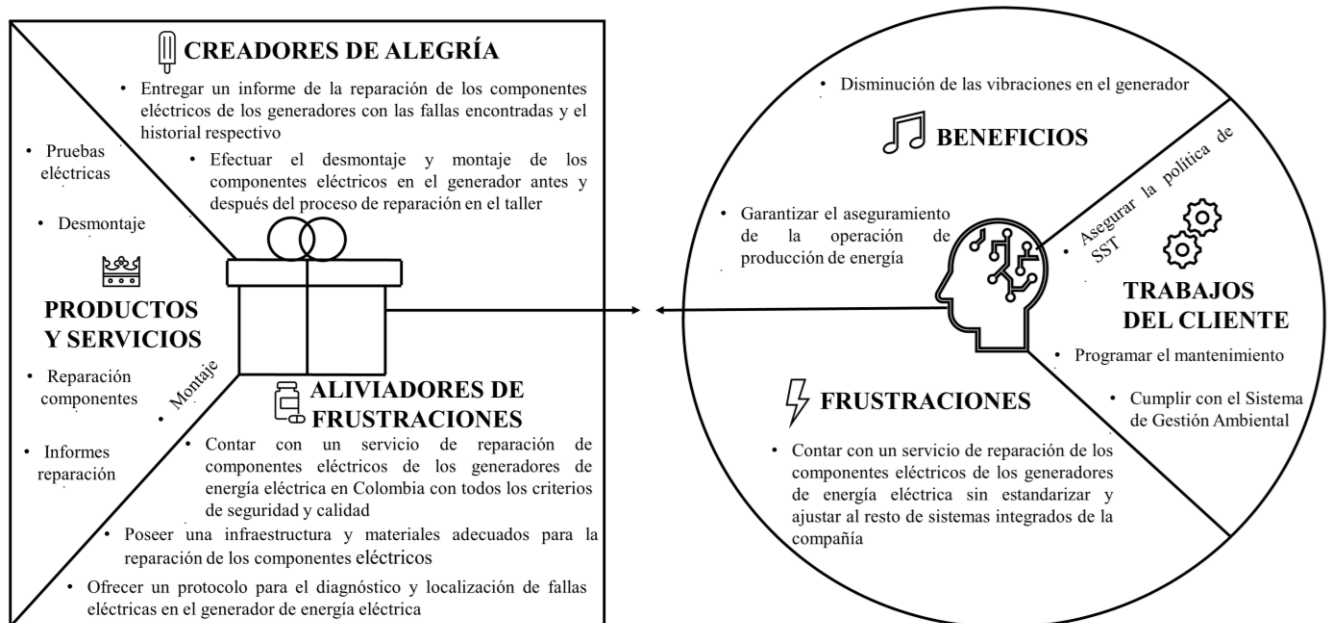 CREADORES DE ALEGRÍA
• Entregar un informe de la reparación de los componentes
eléctricos de los generadores con las fallas encontradas y el
historial respectivo
• Efectuar el desmontaje y montaje de los
componentes eléctricos en el generador antes y
después del proceso de reparación en el taller
• Pruebas
eléctricas
• Desmontaje
PRODUCTOS
Y SERVICIOS
• Reparación
componentes
• Montaje
• Informes
reparación
ALIVIADORES DE
FRUSTRACIONES
• Contar con un servicio de reparación de
componentes eléctricos de los generadores de
energía eléctrica en Colombia con todos los criterios
de seguridad y calidad
• Poseer una infraestructura y materiales adecuados para la
reparación de los componentes eléctricos
• Ofrecer un protocolo para el diagnóstico y localización de fallas
eléctricas en el generador de energía eléctrica
• Disminución de las vibraciones en el generador
BENEFICIOS
• Garantizar el aseguramiento
de la operación de
producción de energía
• Asegurar la política de
SST
TRABAJOS
DEL CLIENTE
• Programar el mantenimiento
• Cumplir con el Sistema
de Gestión Ambiental
FRUSTRACIONES
• Contar con un servicio de reparación de los
componentes eléctricos de los generadores
de energía eléctrica sin estandarizar y
ajustar al resto de sistemas integrados de la
compañía